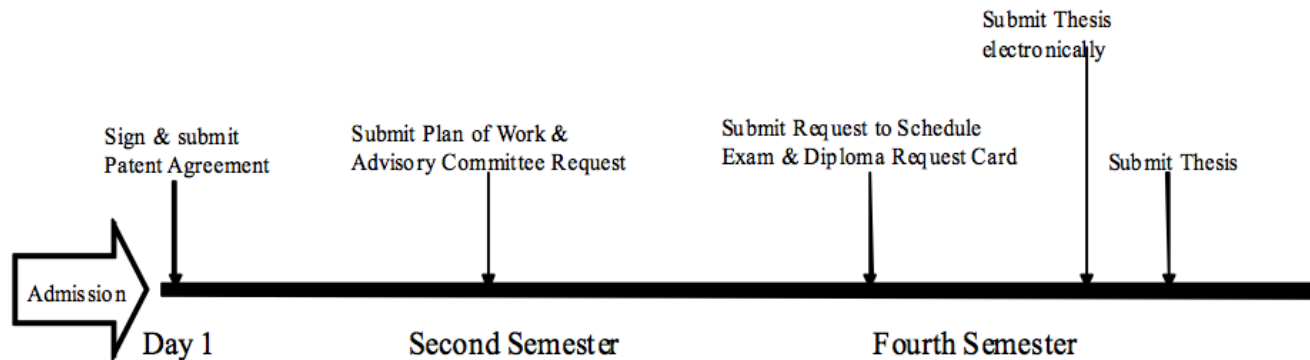 Submit Thesis
electronically
Sign & submit
Patent Agreement
Submit Plan of Work &
Advisory Committee Request
Submit Request to Schedule
Exam & Diploma Request Card
Submit Thesis
Admission
Day 1
Second Semester
Fourth Semester